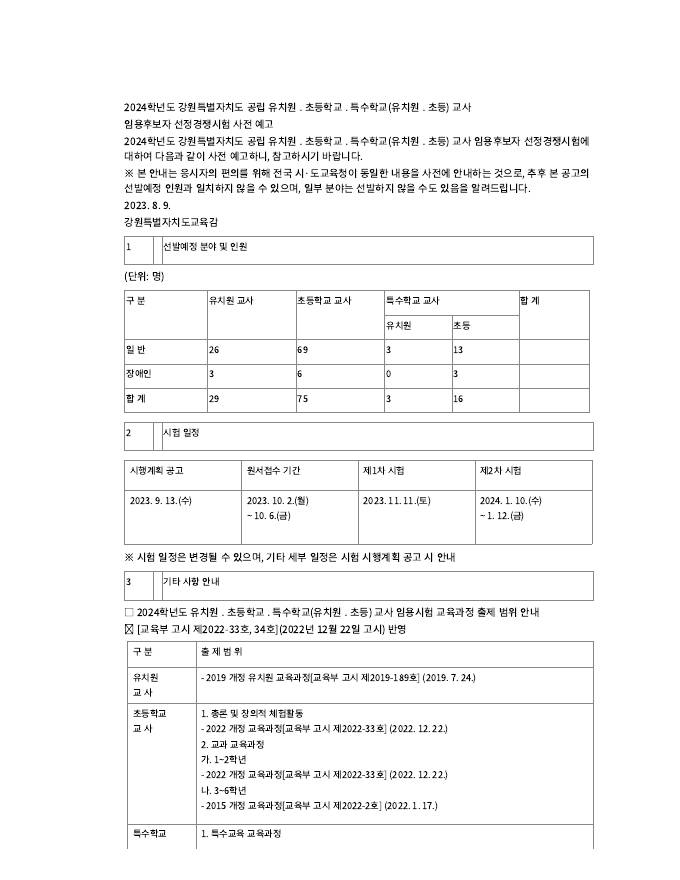 2024학년도 강원특별자치도 공립 유치원 . 초등학교 . 특수학교(유치원 . 초등) 교사
임용후보자 선정경쟁시험 사전 예고
2024학년도 강원특별자치도 공립 유치원 . 초등학교 . 특수학교(유치원 . 초등) 교사 임용후보자 선정경쟁시험에
대하여 다음과 같이 사전 예고하니, 참고하시기 바랍니다.
※ 본 안내는 응시자의 편의를 위해 전국 시·도교육청이 동일한 내용을 사전에 안내하는 것으로, 추후 본 공고의
선발예정 인원과 일치하지 않을 수 있으며, 일부 분야는 선발하지 않을 수도 있음을 알려드립니다.
2023. 8. 9.
강원특별자치도교육감
1 선발예정 분야 및 인원
(단위: 명)
구 분 유치원 교사 초등학교 교사 특수학교 교사 합 계
유치원 초등
일 반 26 69 3 13
장애인 3 6 0 3
합 계 29 75 3 16
2 시험 일정
시행계획 공고 원서접수 기간 제1차 시험 제2차 시험
2023. 9. 13.(수) 2023. 10. 2.(월) 2023. 11. 11.(토) 2024. 1. 10.(수)
~ 10. 6.(금) ~ 1. 12.(금)
※ 시험 일정은 변경될 수 있으며, 기타 세부 일정은 시험 시행계획 공고 시 안내
3 기타 사항 안내
□ 2024학년도 유치원 . 초등학교 . 특수학교(유치원 . 초등) 교사 임용시험 교육과정 출제 범위 안내
☒ [교육부 고시 제2022-33호, 34호](2022년 12월 22일 고시) 반영
구 분 출 제 범 위
유치원 - 2019 개정 유치원 교육과정[교육부 고시 제2019-189호] (2019. 7. 24.)
교 사
초등학교 1. 총론 및 창의적 체험활동
교 사 - 2022 개정 교육과정[교육부 고시 제2022-33호] (2022. 12. 22.)
2. 교과 교육과정
가. 1~2학년
- 2022 개정 교육과정[교육부 고시 제2022-33호] (2022. 12. 22.)
나. 3~6학년
- 2015 개정 교육과정[교육부 고시 제2022-2호] (2022. 1. 17.)
특수학교 1. 특수교육 교육과정